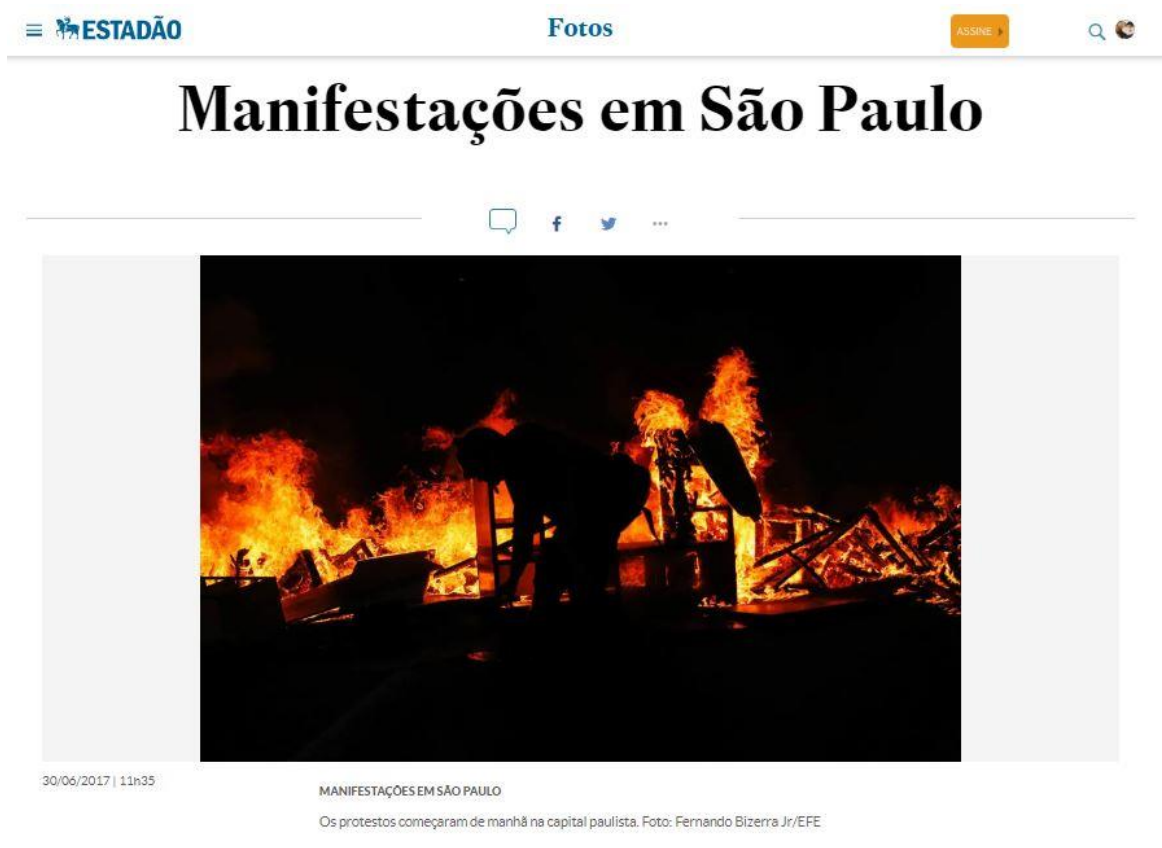 ESTADÃO
Fotos
ASSINE
Manifestações em São Paulo
30/06/2017 | 11h35
MANIFESTAÇÕES EM SÃO PAULO
Os protestos começaram de manhã na capital paulista. Foto: Fernando Bizerra Jr/EFE